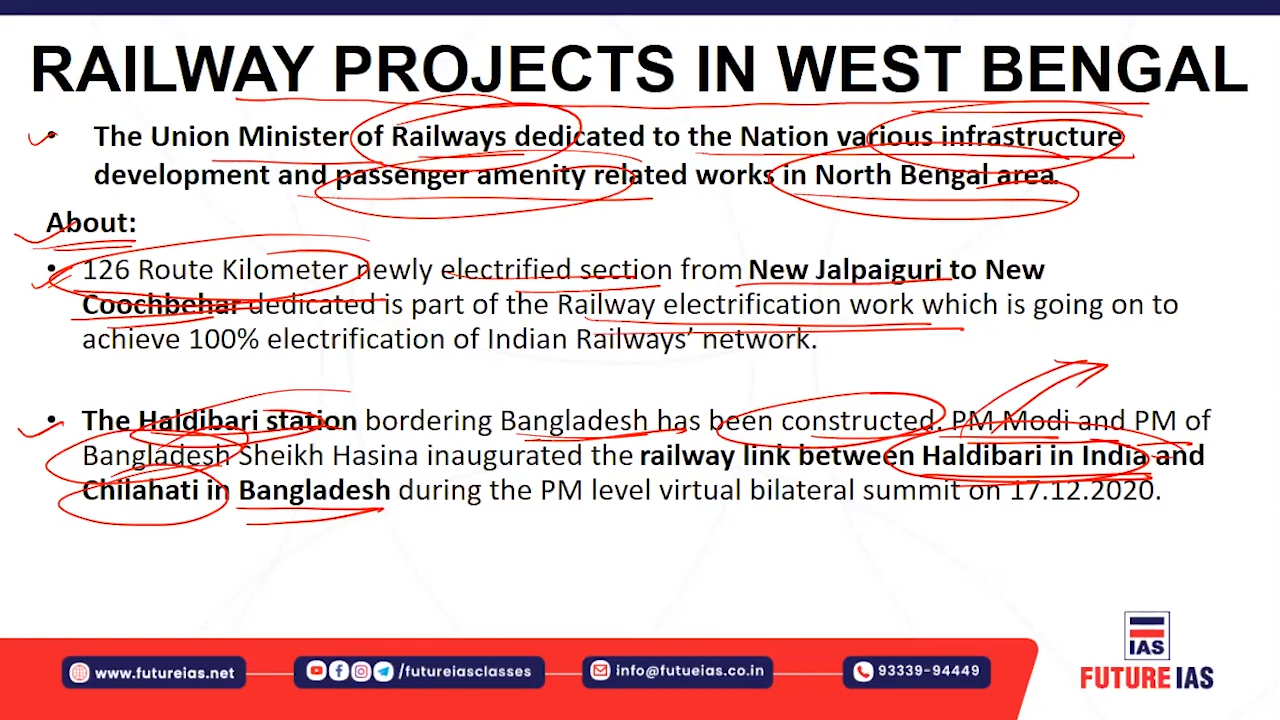 RAILWAY PROJECTS IN WEST BENGAL
• The Union Minister of Railways dedicated to the Nation various infrastructure
development and passenger amenity related works in North Bengal area.
About:
• 126 Route Kilometer newly electrified section from New Jalpaiguri to New
Coochbehar dedicated is part of the Railway electrification work which is going on to
achieve 100% electrification of Indian Railways’ network.
• The Haldibari station bordering Bangladesh has been constructed. PM Modi and PM of
Bangladesh Sheikh Hasina inaugurated the railway link between Haldibari in India and
Chilahati in Bangladesh during the PM level virtual bilateral summit on 17.12.2020.
www.futureias.net
/futureiasclasses
info@futueias.co.in
93339-94449
IAS
FUTURE IAS